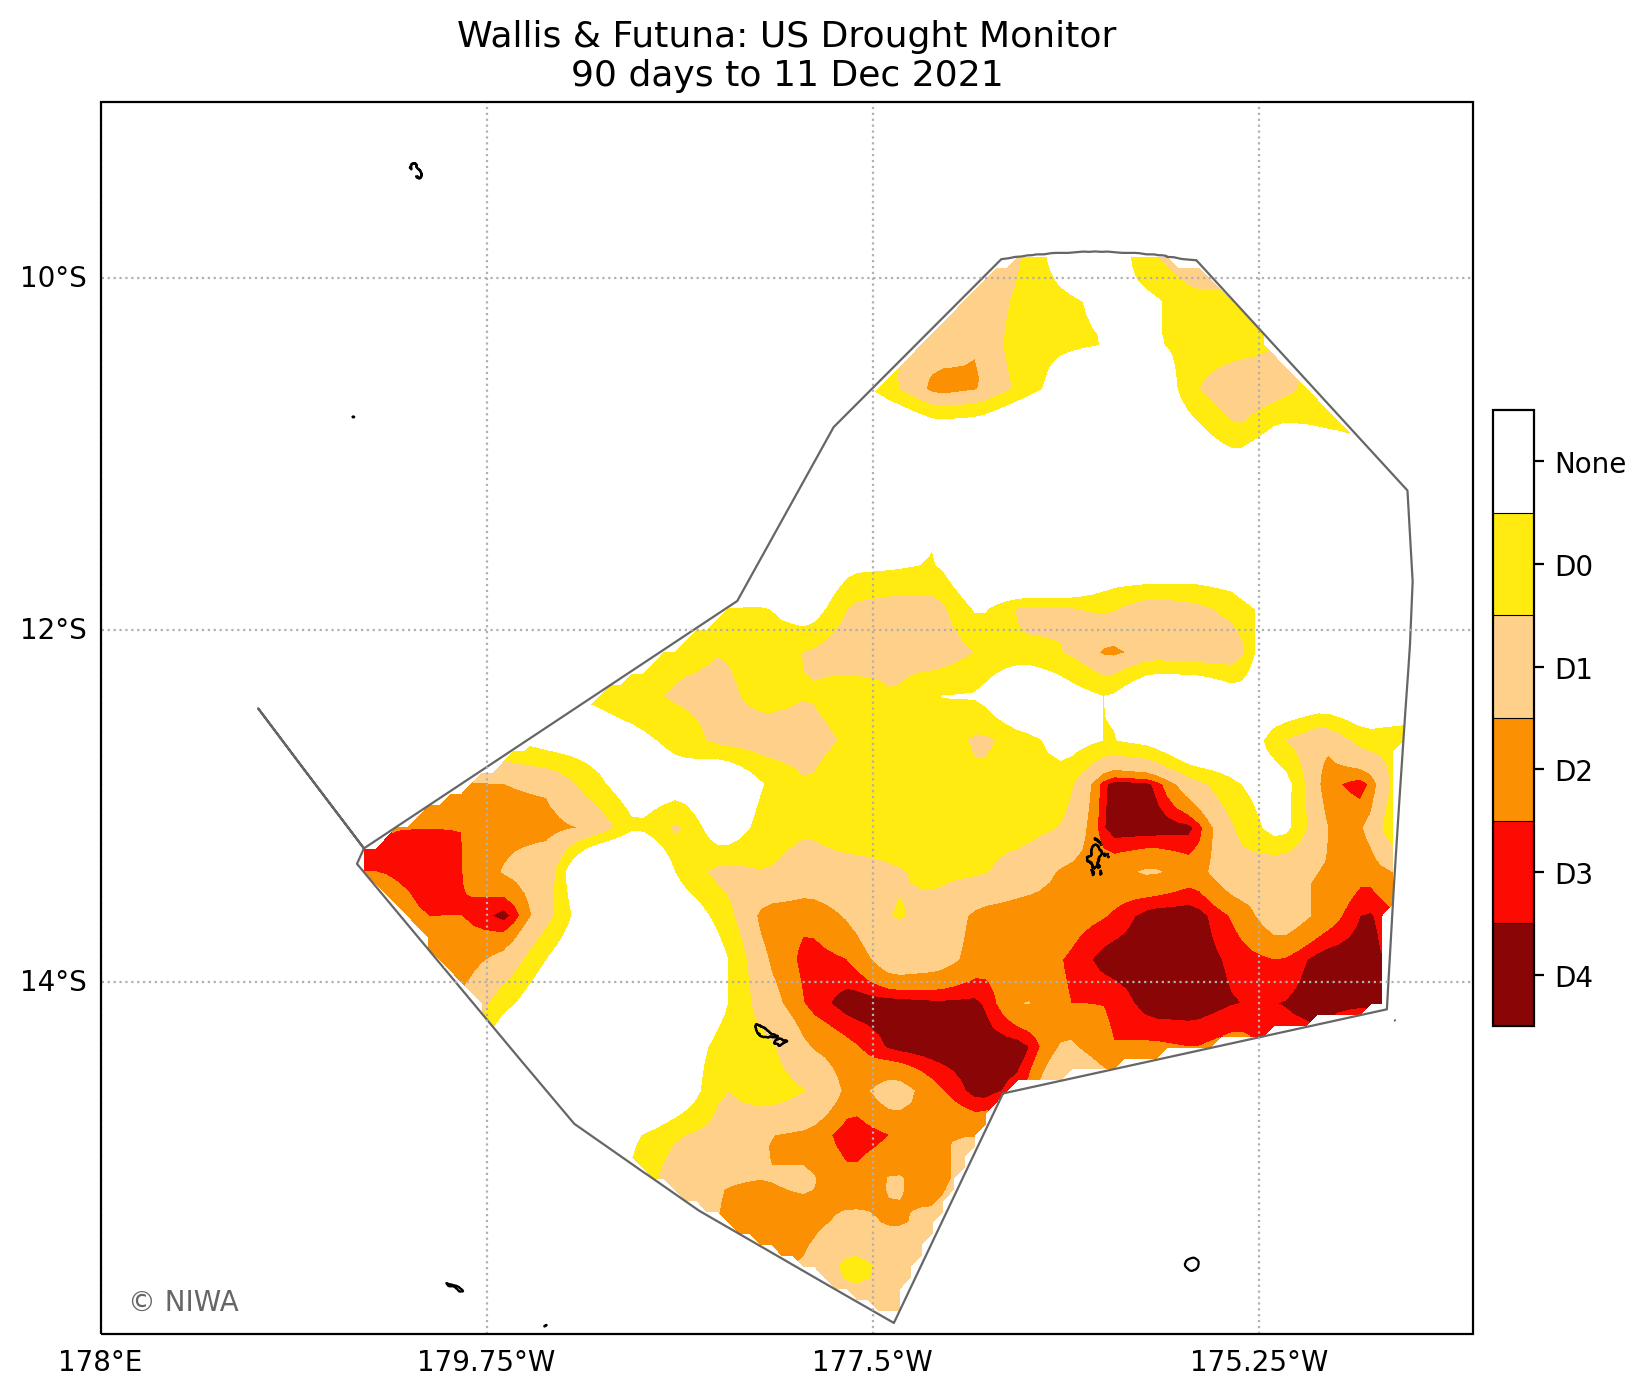 Wallis & Futuna: US Drought Monitor
90 days to 11 Dec 2021
10°S
12°S
14°S
178°E
179.75°W
177.5°W
175.25°W
None
D0
D1
D2
D3
D4
© NIWA